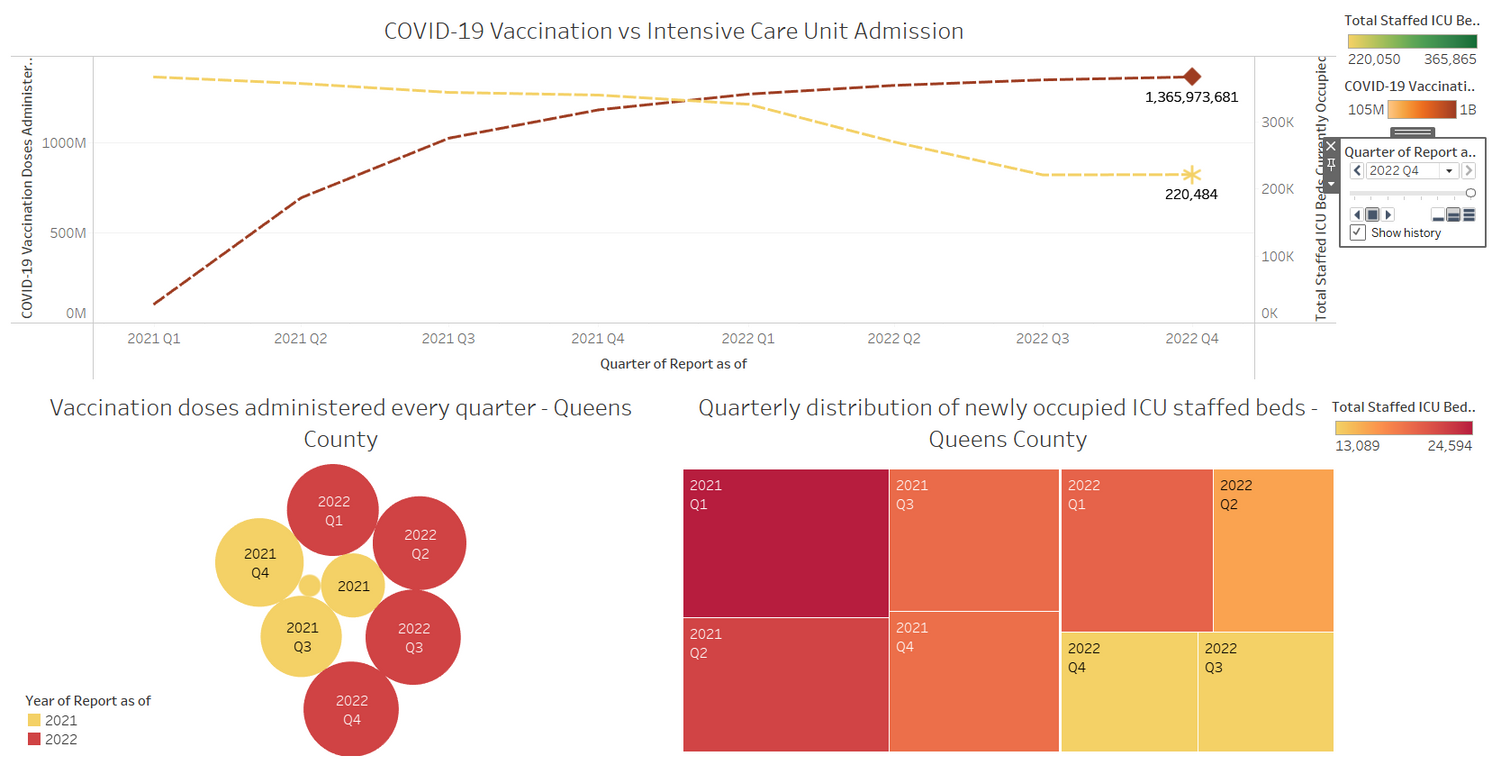 COVID-19 Vaccination vs Intensive Care Unit Admission
COVID-19 Vaccination Doses Administer..
1000M
500M
0M
1,365,973,681
220,484
300K
200K
100K
0K
Total Staffed ICU Beds Currently Occupied
2021 Q1
2021 Q2
2021 Q3
2021 Q4
2022 Q1
2022 Q2
2022 Q3
2022 Q4
Quarter of Report as of
Total Staffed ICU Be..
220,050
365,865
COVID-19 Vaccinati..
105M
1B
Quarter of Report a..
2022 Q4
Show history
Vaccination doses administered every quarter - Queens
County
2022
Q1
2022
Q2
2021
Q4
2021
2021
Q3
2022
Q3
2022
Q4
Year of Report as of
2021
2022
Quarterly distribution of newly occupied ICU staffed beds -
Queens County
2021
Q1
2021
Q3
2022
Q1
2022
Q2
2021
Q2
2021
Q4
2022
Q4
2022
Q3
Total Staffed ICU Bed..
13,089
24,594